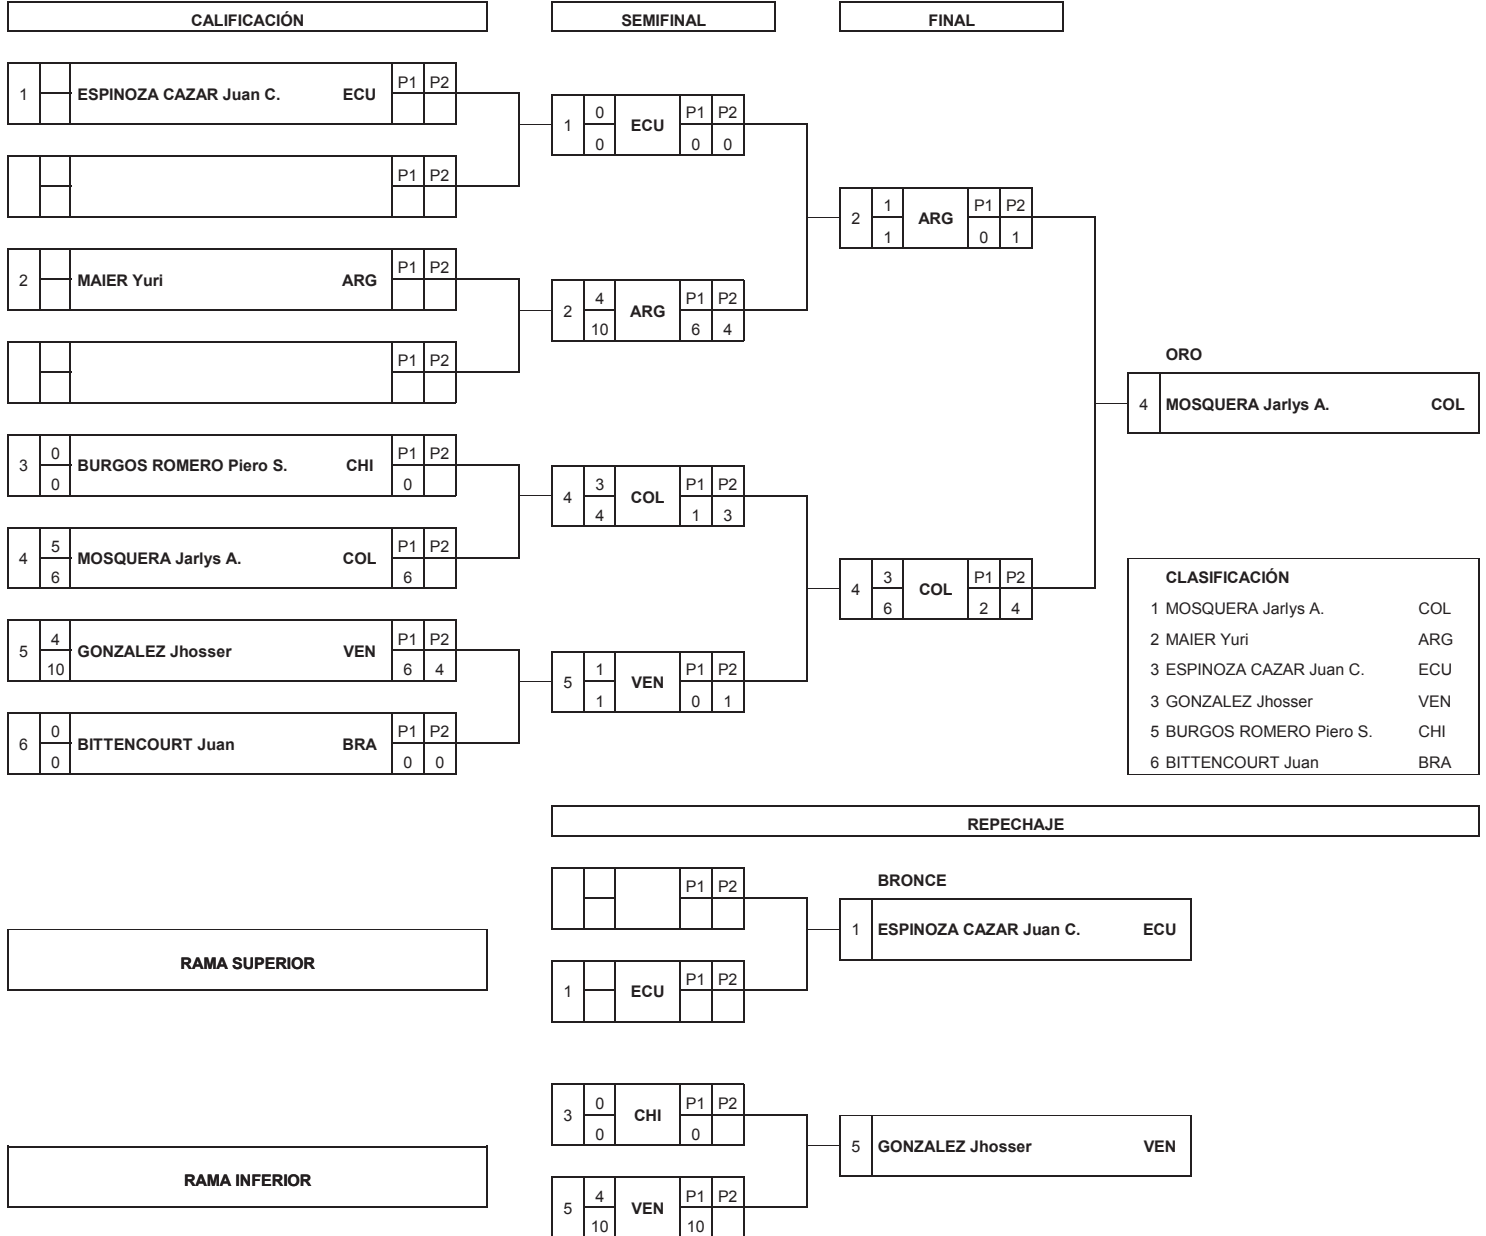 CALIFICACIÓN SEMIFINAL FINAL
1 ESPINOZA CAZAR Juan C. ECU P1 P2
1 0 0 ECU P1 P2 0 0
P1 P2
2 1 1 ARG P1 P2 0 1
2 MAIER Yuri ARG P1 P2
2 4 10 ARG P1 P2 6 4
P1 P2
ORO
4 MOSQUERA Jarlys A. COL
3 0 0 BURGOS ROMERO Piero S. CHI P1 P2 0
4 3 4 COL P1 P2 1 3
4 5 6 MOSQUERA Jarlys A. COL P1 P2 6
4 3 6 COL P1 P2 2 4
5 4 10 GONZALEZ Jhosser VEN P1 P2 6 4
5 1 1 VEN P1 P2 0 1
6 0 0 BITTENCOURT Juan BRA P1 P2 0 0
CLASIFICACIÓN
1 MOSQUERA Jarlys A. COL
2 MAIER Yuri ARG
3 ESPINOZA CAZAR Juan C. ECU
3 GONZALEZ Jhosser VEN
5 BURGOS ROMERO Piero S. CHI
6 BITTENCOURT Juan BRA
REPECHAJE
P1 P2
BRONCE
1 ESPINOZA CAZAR Juan C. ECU
RAMA SUPERIOR
1 ECU P1 P2
3 0 0 CHI P1 P2 0
5 GONZALEZ Jhosser VEN
RAMA INFERIOR
5 4 10 VEN P1 P2 10